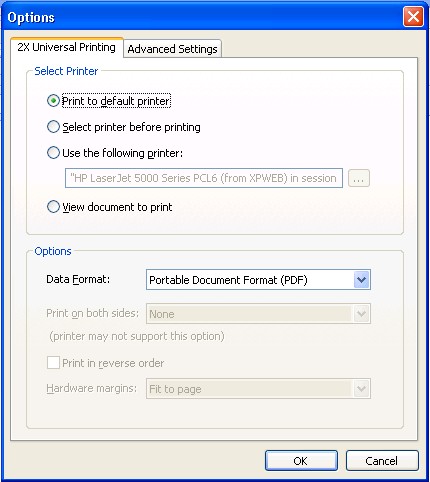 Options
2X Universal Printing Advanced Settings
Select Printer
Print to default printer
Select printer before printing
Use the following printer:
"HP LaserJet 5000 Series PCL6 (from XPWEB) in session ...
View document to print
Options
Data Format: Portable Document Format (PDF)
Print on both sides: None
(printer may not support this option)
Print in reverse order
Hardware margins: Fit to page
OK Cancel